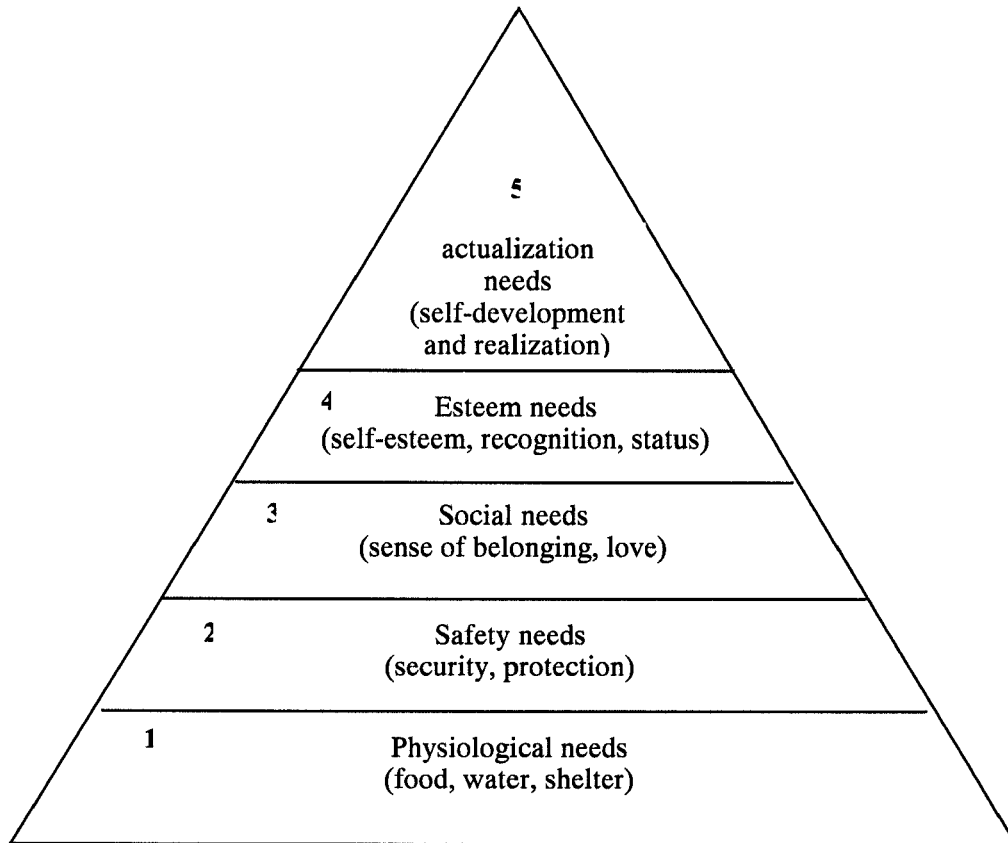 5
actualization
needs
(self-development
and realization)
4 Esteem needs
(self-esteem, recognition, status)
3 Social needs
(sense of belonging, love)
2 Safety needs
(security, protection)
1 Physiological needs
(food, water, shelter)